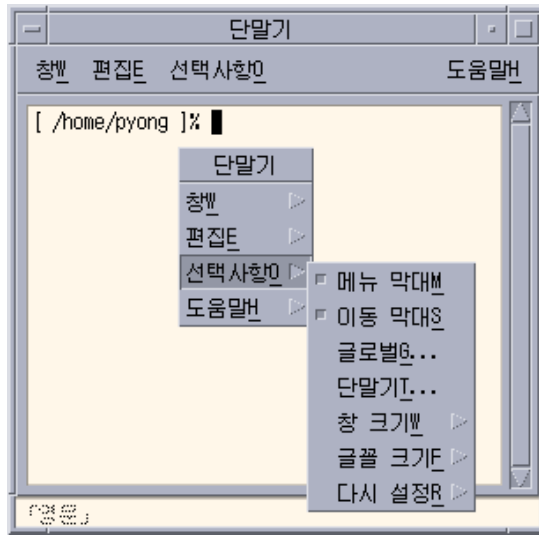 단말기
창W 편집E 선택사항O 도움말H
[ /home/pyong ]%
단말기
창W
편집E
선택사항O
도움말H
메뉴 막대M
이동 막대S
글로벌G...
단말기T...
창 크기W
글꼴 크기F
다시 설정R
「영문」